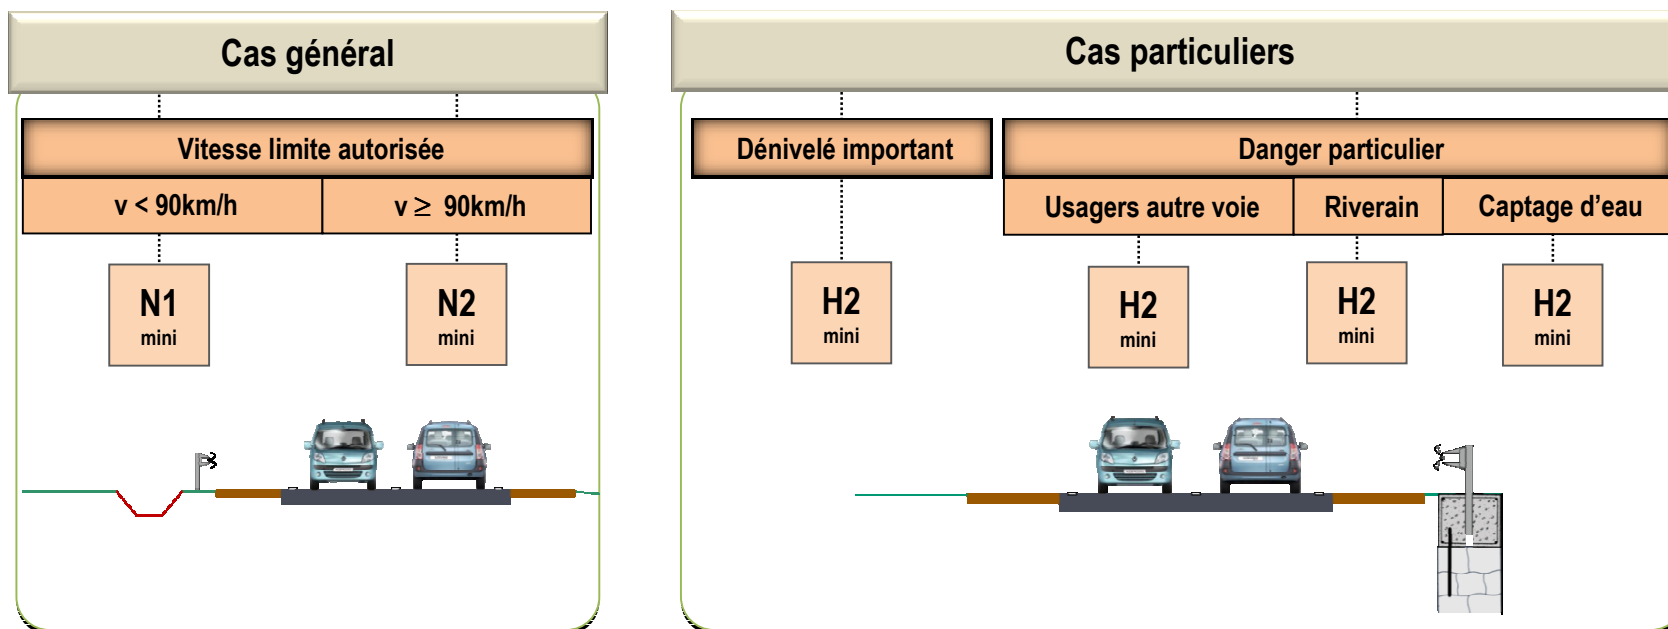 Cas général
Vitesse limite autorisée
v < 90km/h
v ≥ 90km/h
N1
mini
N2
mini
Cas particuliers
Dénivelé important
Danger particulier
Usagers autre voie
Riverain
Captage d’eau
H2
mini
H2
mini
H2
mini
H2
mini